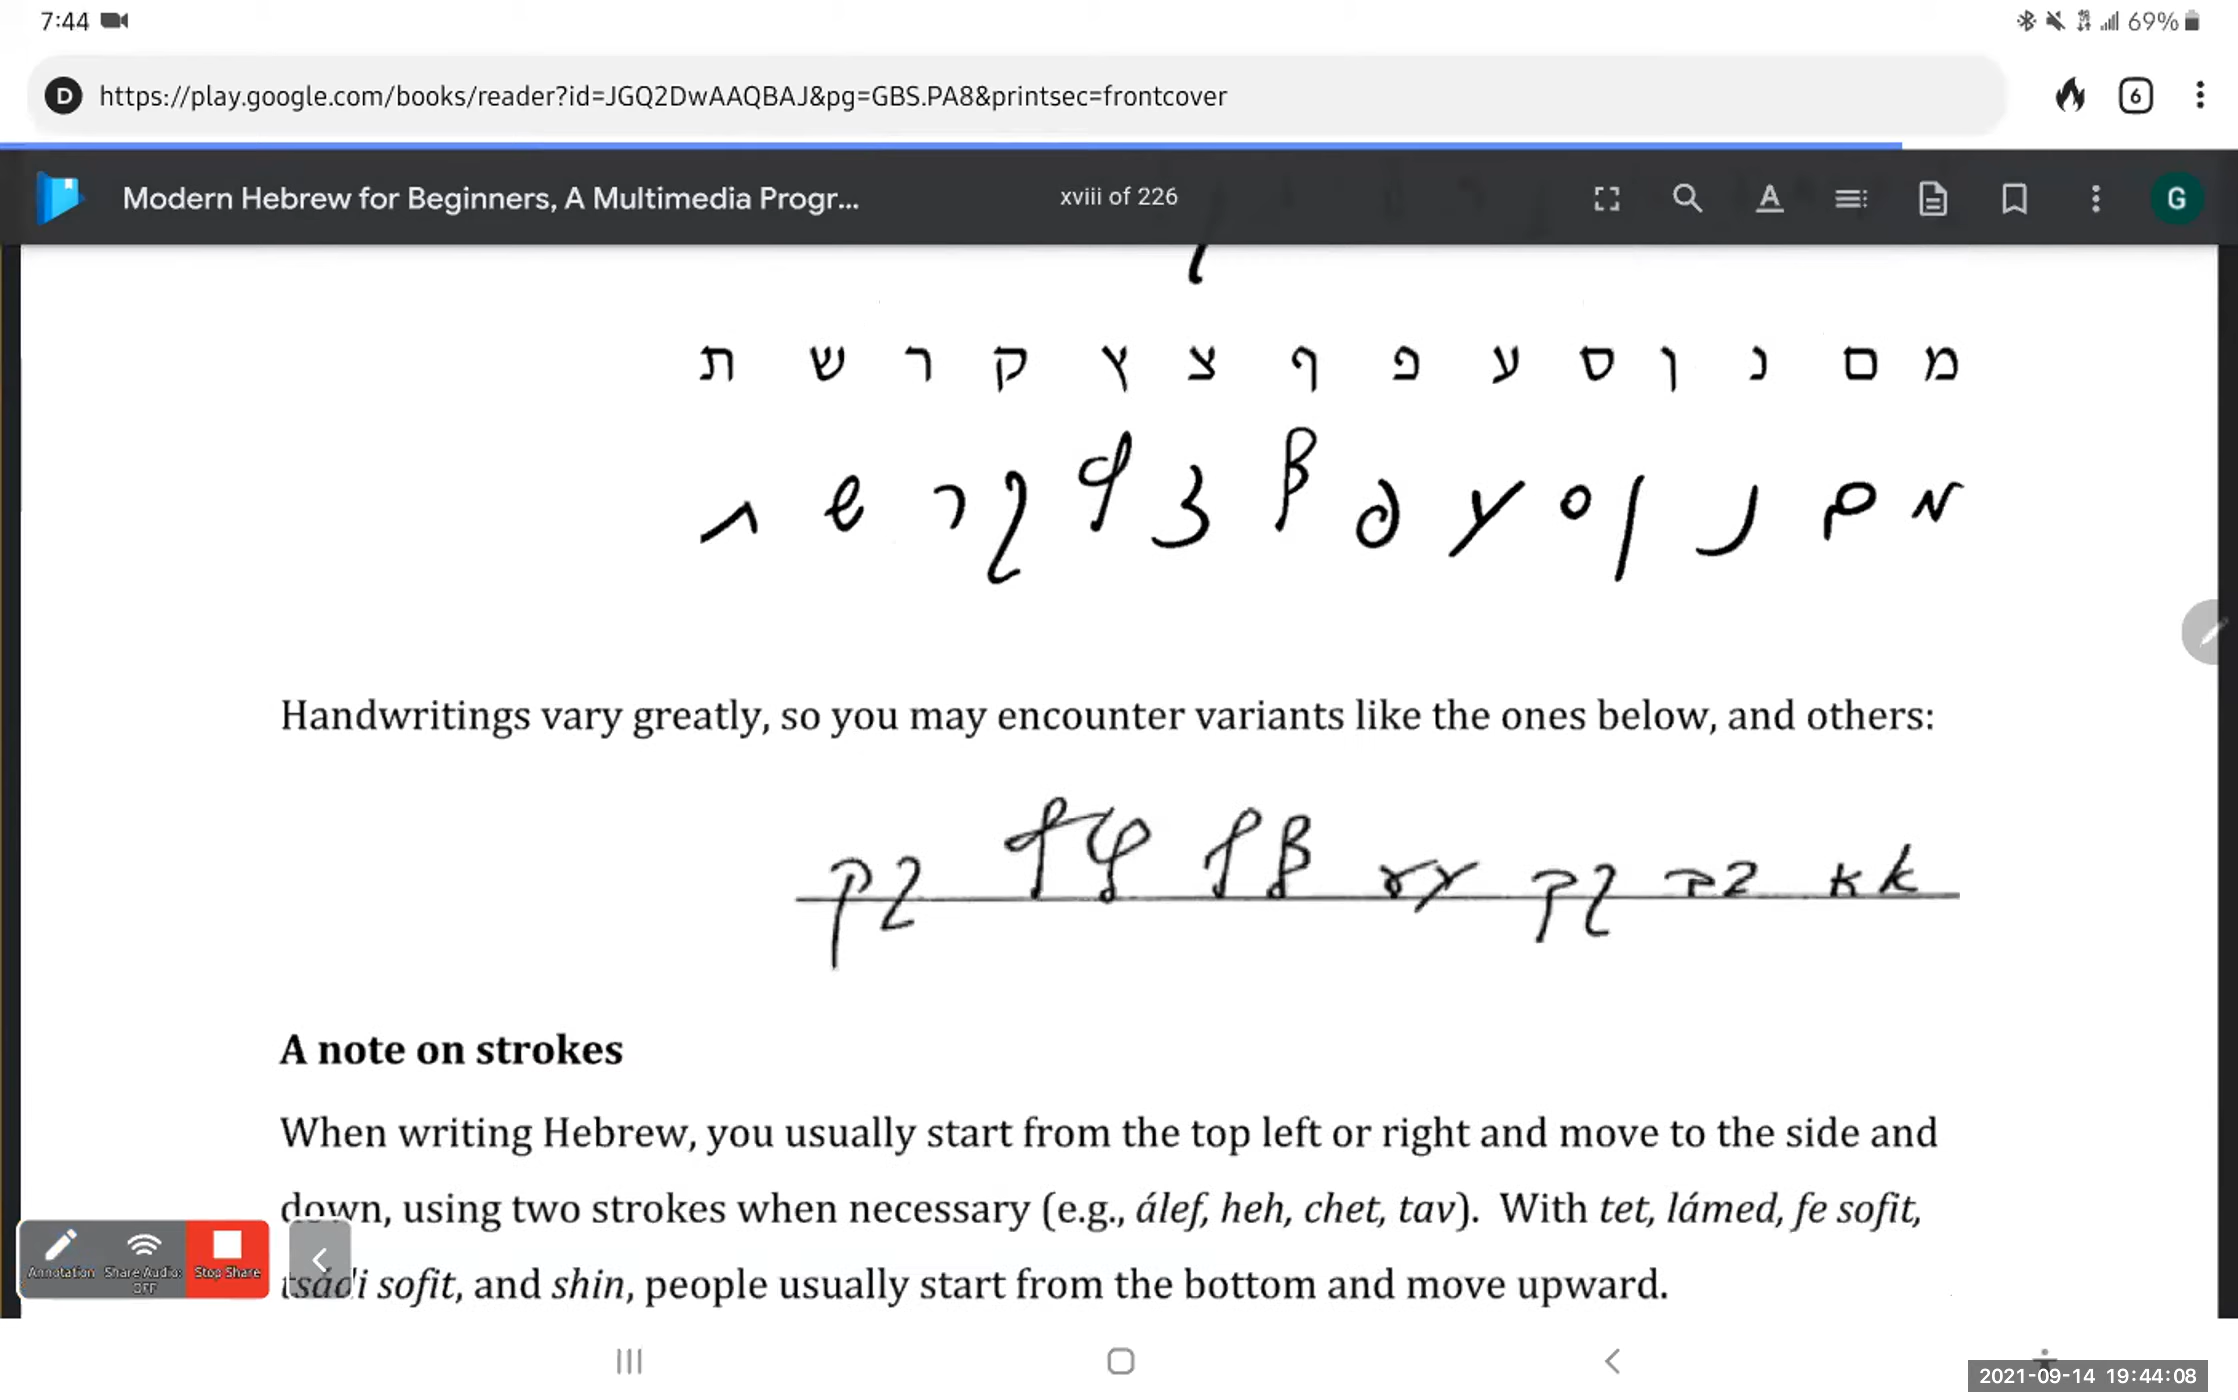 7:44
69%
D https://play.google.com/books/reader?id=JGQ2DwAAQBAJ&pg=GBS.PA8&printsec=frontcover
6
Modern Hebrew for Beginners, A Multimedia Progr...
xviii of 226
A
G
מ ם נ ן ס ע פ ף צ ץ ק ר ש ת
מ ם נ ן ס ע פ ף צ ץ ק ר ש ת
Handwritings vary greatly, so you may encounter variants like the ones below, and others:
A note on strokes
When writing Hebrew, you usually start from the top left or right and move to the side and
down, using two strokes when necessary (e.g., álef, heh, chet, tav). With tet, lámed, fe sofit,
tsádi sofit, and shin, people usually start from the bottom and move upward.
Annotation Share Audio: OFF Stop Share
2021-09-14 19:44:08